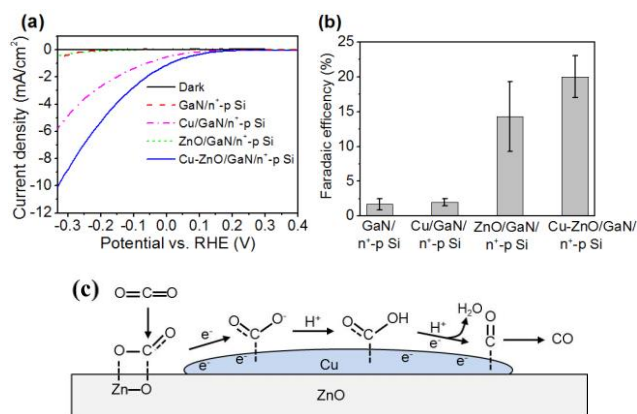 (a)
Current density (mA/cm²)
0
-2
-4
-6
-8
-10
-12
Dark
GaN/n⁺-p Si
Cu/GaN/n⁺-p Si
ZnO/GaN/n⁺-p Si
Cu-ZnO/GaN/n⁺-p Si
-0.3 -0.2 -0.1 0.0 0.1 0.2 0.3 0.4
Potential vs. RHE (V)
(b)
Faradaic efficency (%)
25
20
15
10
5
0
GaN/ Cu/GaN/ ZnO/GaN/ Cu-ZnO/GaN/
n⁺-p Si n⁺-p Si n⁺-p Si n⁺-p Si
(c)
O=C=O
O C O
Zn–O
e⁻
O C O⁻
H⁺
O C OH
H⁺
e⁻
H₂O
O
C
CO
e⁻ e⁻ Cu e⁻ e⁻
ZnO